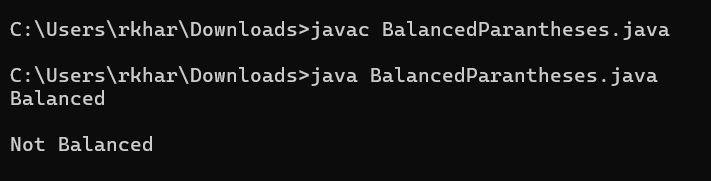 C:\Users\rkhar\Downloads>javac BalancedParantheses.java
C:\Users\rkhar\Downloads>java BalancedParantheses.java
Balanced
Not Balanced